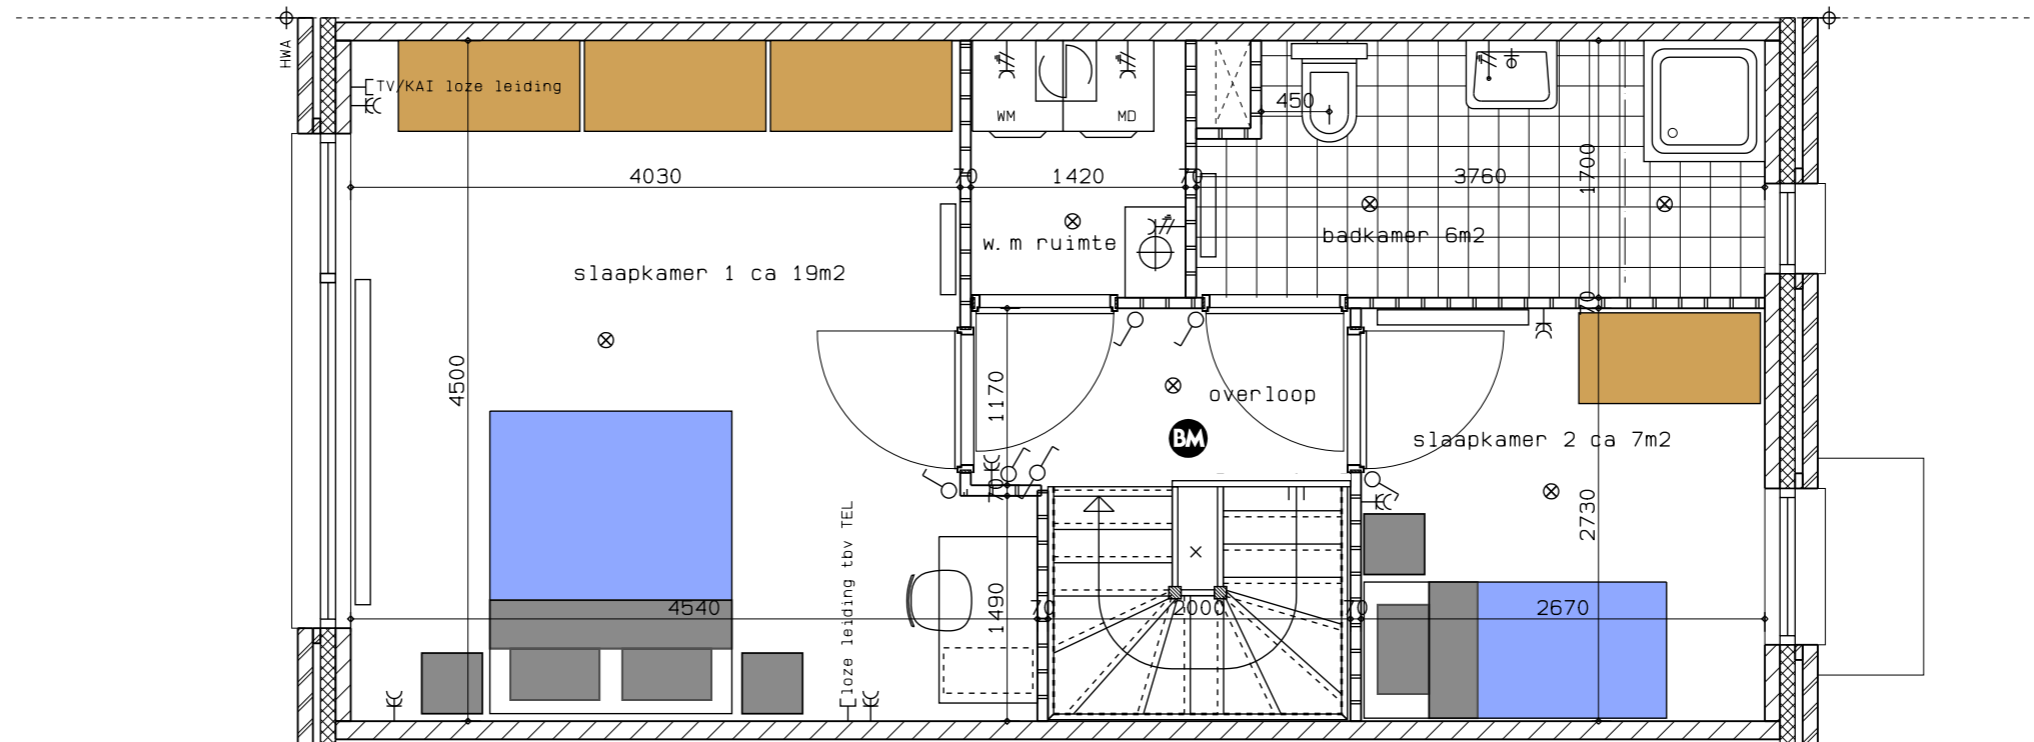 HWA
TV/KAI loze leiding
WM
MD
450
4030
70
1420
70
3760
1700
w.m ruimte
badkamer 6m2
slaapkamer 1 ca 19m2
70
4500
1170
overloop
BM
slaapkamer 2 ca 7m2
70
2730
loze leiding tbv TEL
1490
4540
70
2000
70
2670